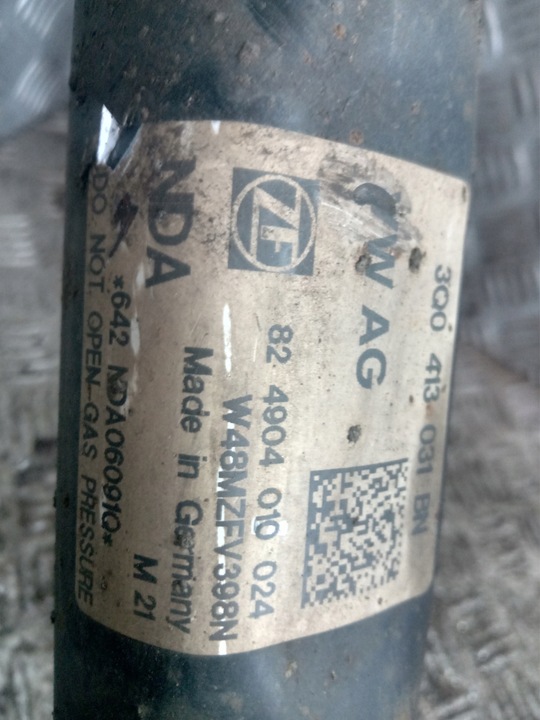 3Q0 413 031 BN
VW AG
ZF
82 4904 010 024
W48MZFV398N
Made in Germany
NDA
M 21
*642 NDA06091Q*
DO NOT OPEN-GAS PRESSURE